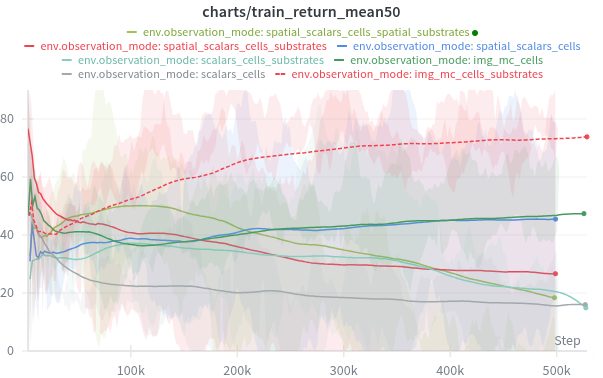 charts/train_return_mean50
env.observation_mode: spatial_scalars_cells_spatial_substrates
env.observation_mode: spatial_scalars_cells_substrates env.observation_mode: spatial_scalars_cells
env.observation_mode: scalars_cells_substrates env.observation_mode: img_mc_cells
env.observation_mode: scalars_cells env.observation_mode: img_mc_cells_substrates
80
60
40
20
Step
0
100k 200k 300k 400k 500k